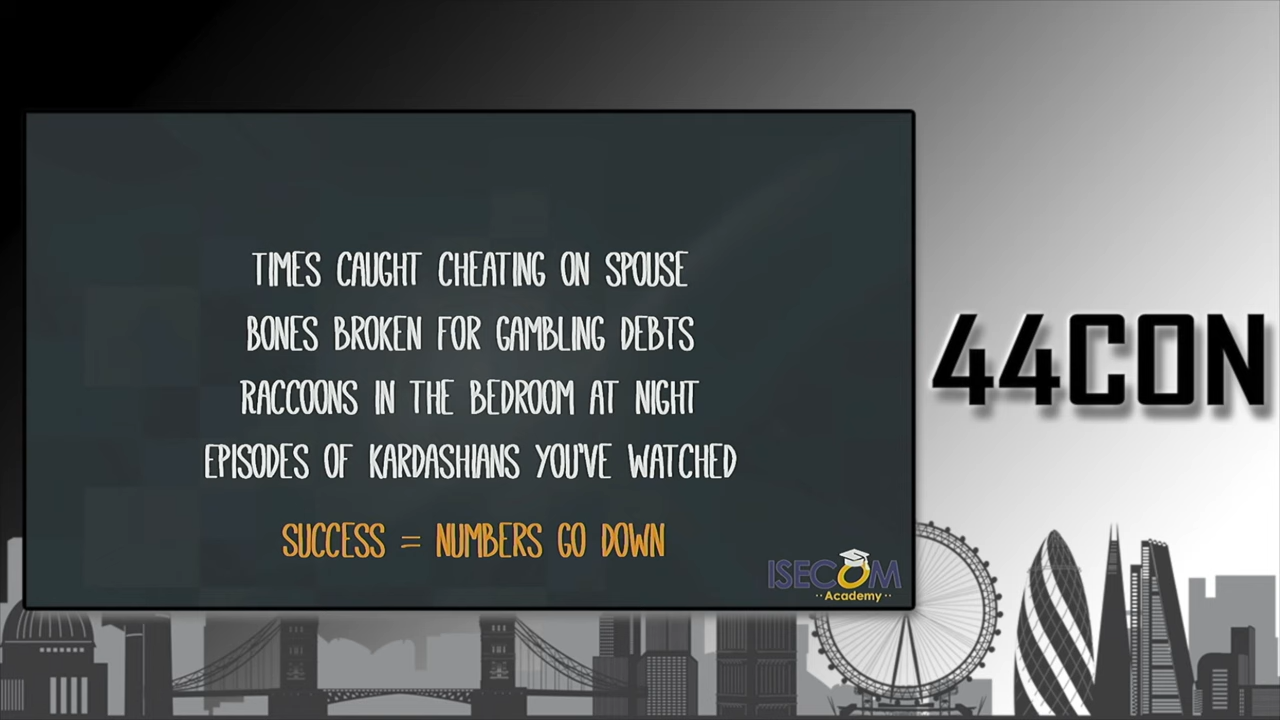 TIMES CAUGHT CHEATING ON SPOUSE
BONES BROKEN FOR GAMBLING DEBTS
RACCOONS IN THE BEDROOM AT NIGHT
EPISODES OF KARDASHIANS YOU'VE WATCHED
SUCCESS = NUMBERS GO DOWN
ISECOM
··Academy··
44CON